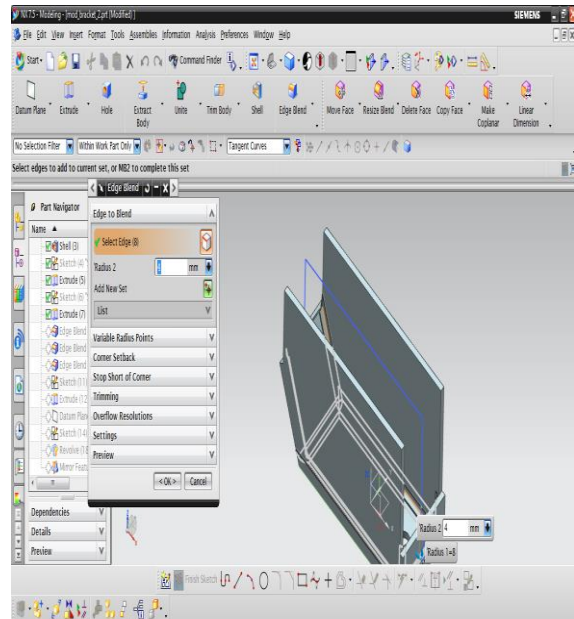 NX 7.5 - Modeling - [mod_bracket_2.prt (Modified) ]
SIEMENS
File Edit View Insert Format Tools Assemblies Information Analysis Preferences Window Help
Start Command Finder
Datum Plane Extrude Hole Extract Body Unite Trim Body Shell Edge Blend Move Face Resize Blend Delete Face Copy Face Make Coplanar Linear Dimension
No Selection Filter Within Work Part Only Tangent Curves
Select edges to add to current set, or MB2 to complete this set
Edge Blend
Part Navigator
Name
Shell (3)
Sketch (4)
Extrude (5)
Sketch (6)
Extrude (7)
Edge Blend
Edge Blend
Edge Blend
Sketch (11)
Extrude (12
Datum Plan
Sketch (14)
Revolve (18
Mirror Featu
Dependencies
Details
Preview
Edge to Blend
Select Edge (8)
Radius 2 mm
Add New Set
List
Variable Radius Points
Corner Setback
Stop Short of Corner
Trimming
Overflow Resolutions
Settings
Preview
< OK > Cancel
Radius 2 4 mm
Radius 1=8
Finish Sketch